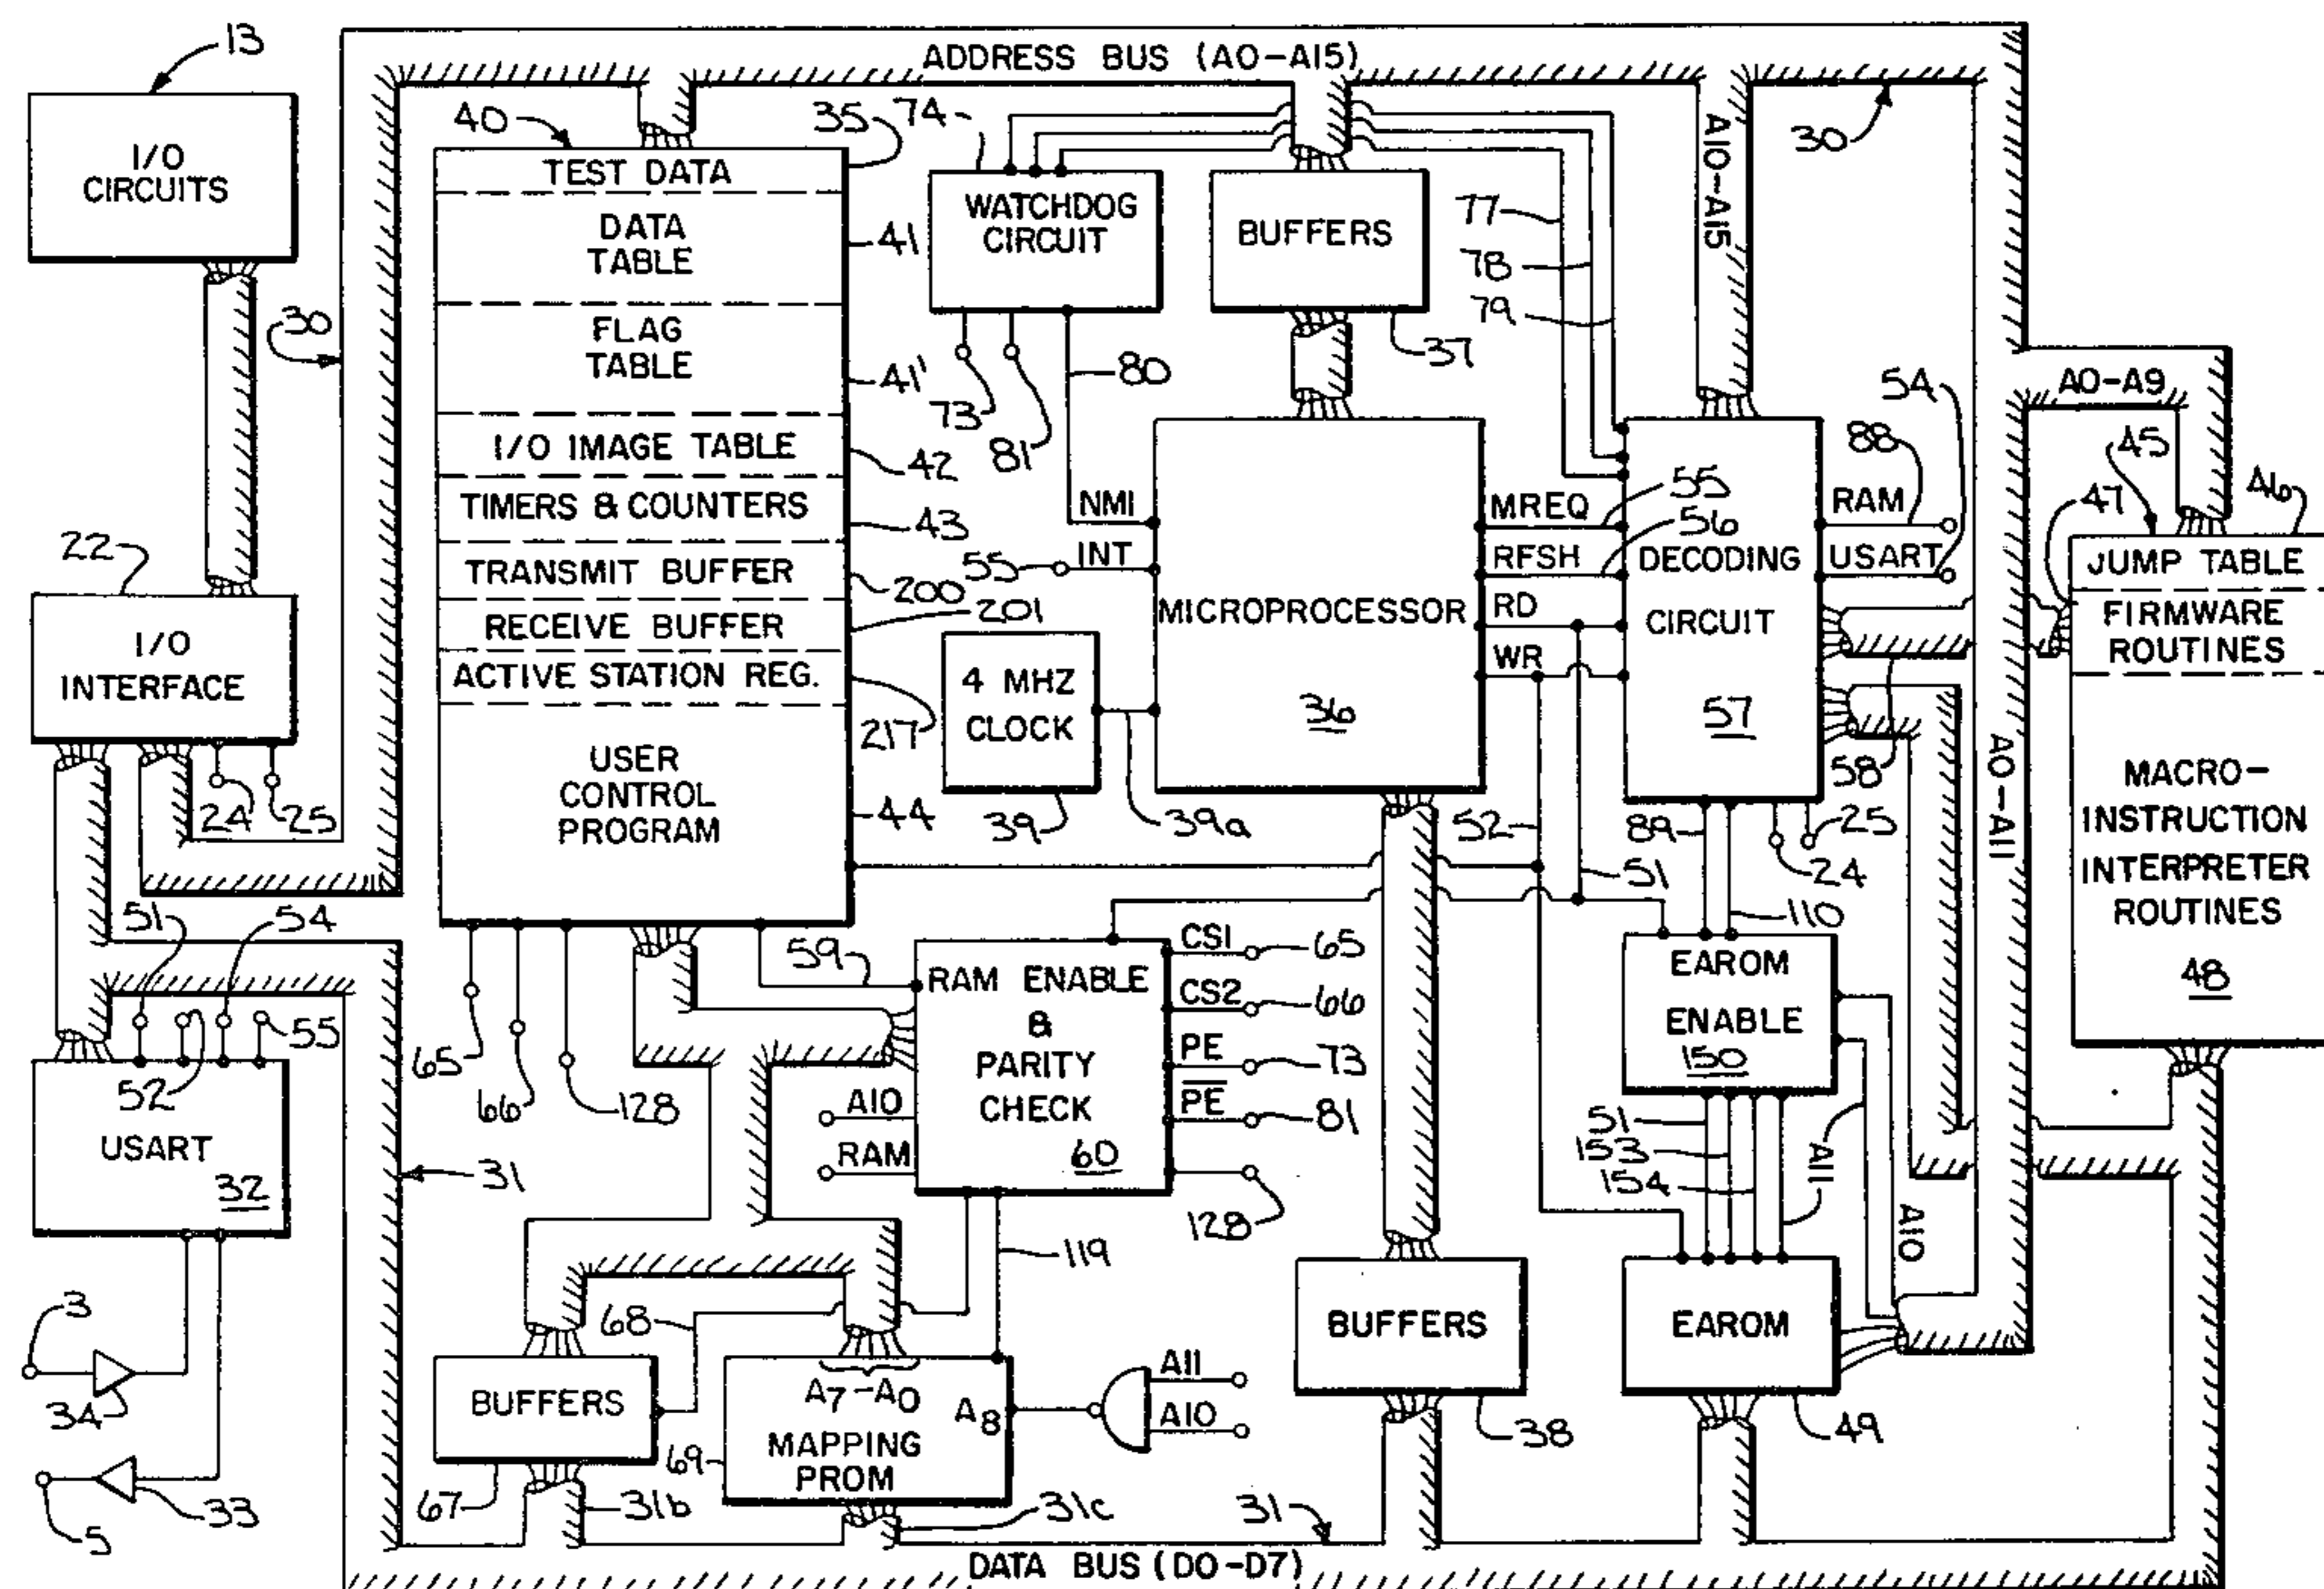 13
ADDRESS BUS (A0-A15)
I/O
CIRCUITS
30
22
I/O
INTERFACE
24
25
51
54
52
55
USART
32
31
3
34
5
33
40
35
TEST DATA
DATA
TABLE
41
FLAG
TABLE
41'
I/O IMAGE TABLE
42
TIMERS & COUNTERS
43
TRANSMIT BUFFER
200
RECEIVE BUFFER
201
ACTIVE STATION REG.
217
USER
CONTROL
PROGRAM
44
65
66
128
59
74
WATCHDOG
CIRCUIT
73
81
80
BUFFERS
37
77
78
79
A10-A15
30
NMI
55
INT
MICROPROCESSOR
36
4 MHZ
CLOCK
39
39a
MREQ
55
RFSH
56
RD
WR
52
51
DECODING
CIRCUIT
57
RAM
88
USART
54
58
89
110
24
25
A0-A9
45
46
47
JUMP TABLE
FIRMWARE
ROUTINES
MACRO-
INSTRUCTION
INTERPRETER
ROUTINES
48
A0-A11
RAM ENABLE
&
PARITY
CHECK
60
CS1
65
CS2
66
PE
73
PE
81
128
A10
RAM
119
68
EAROM
ENABLE
150
51
153
154
A11
A10
EAROM
49
BUFFERS
38
BUFFERS
67
31b
A7-A0
A8
MAPPING
PROM
69
31c
A11
A10
31
DATA BUS (D0-D7)